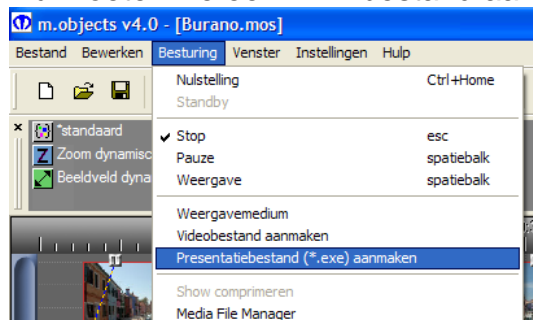 m.objects v4.0 - [Burano.mos]
Bestand Bewerken Besturing Venster Instellingen Hulp
Nulstelling Ctrl+Home
Standby
*standaard
Stop esc
Zoom dynamisc
Pauze spatiebalk
Beeldveld dyna
Weergave spatiebalk
Weergavemedium
Videobestand aanmaken
Presentatiebestand (*.exe) aanmaken
Show comprimeren
Media File Manager